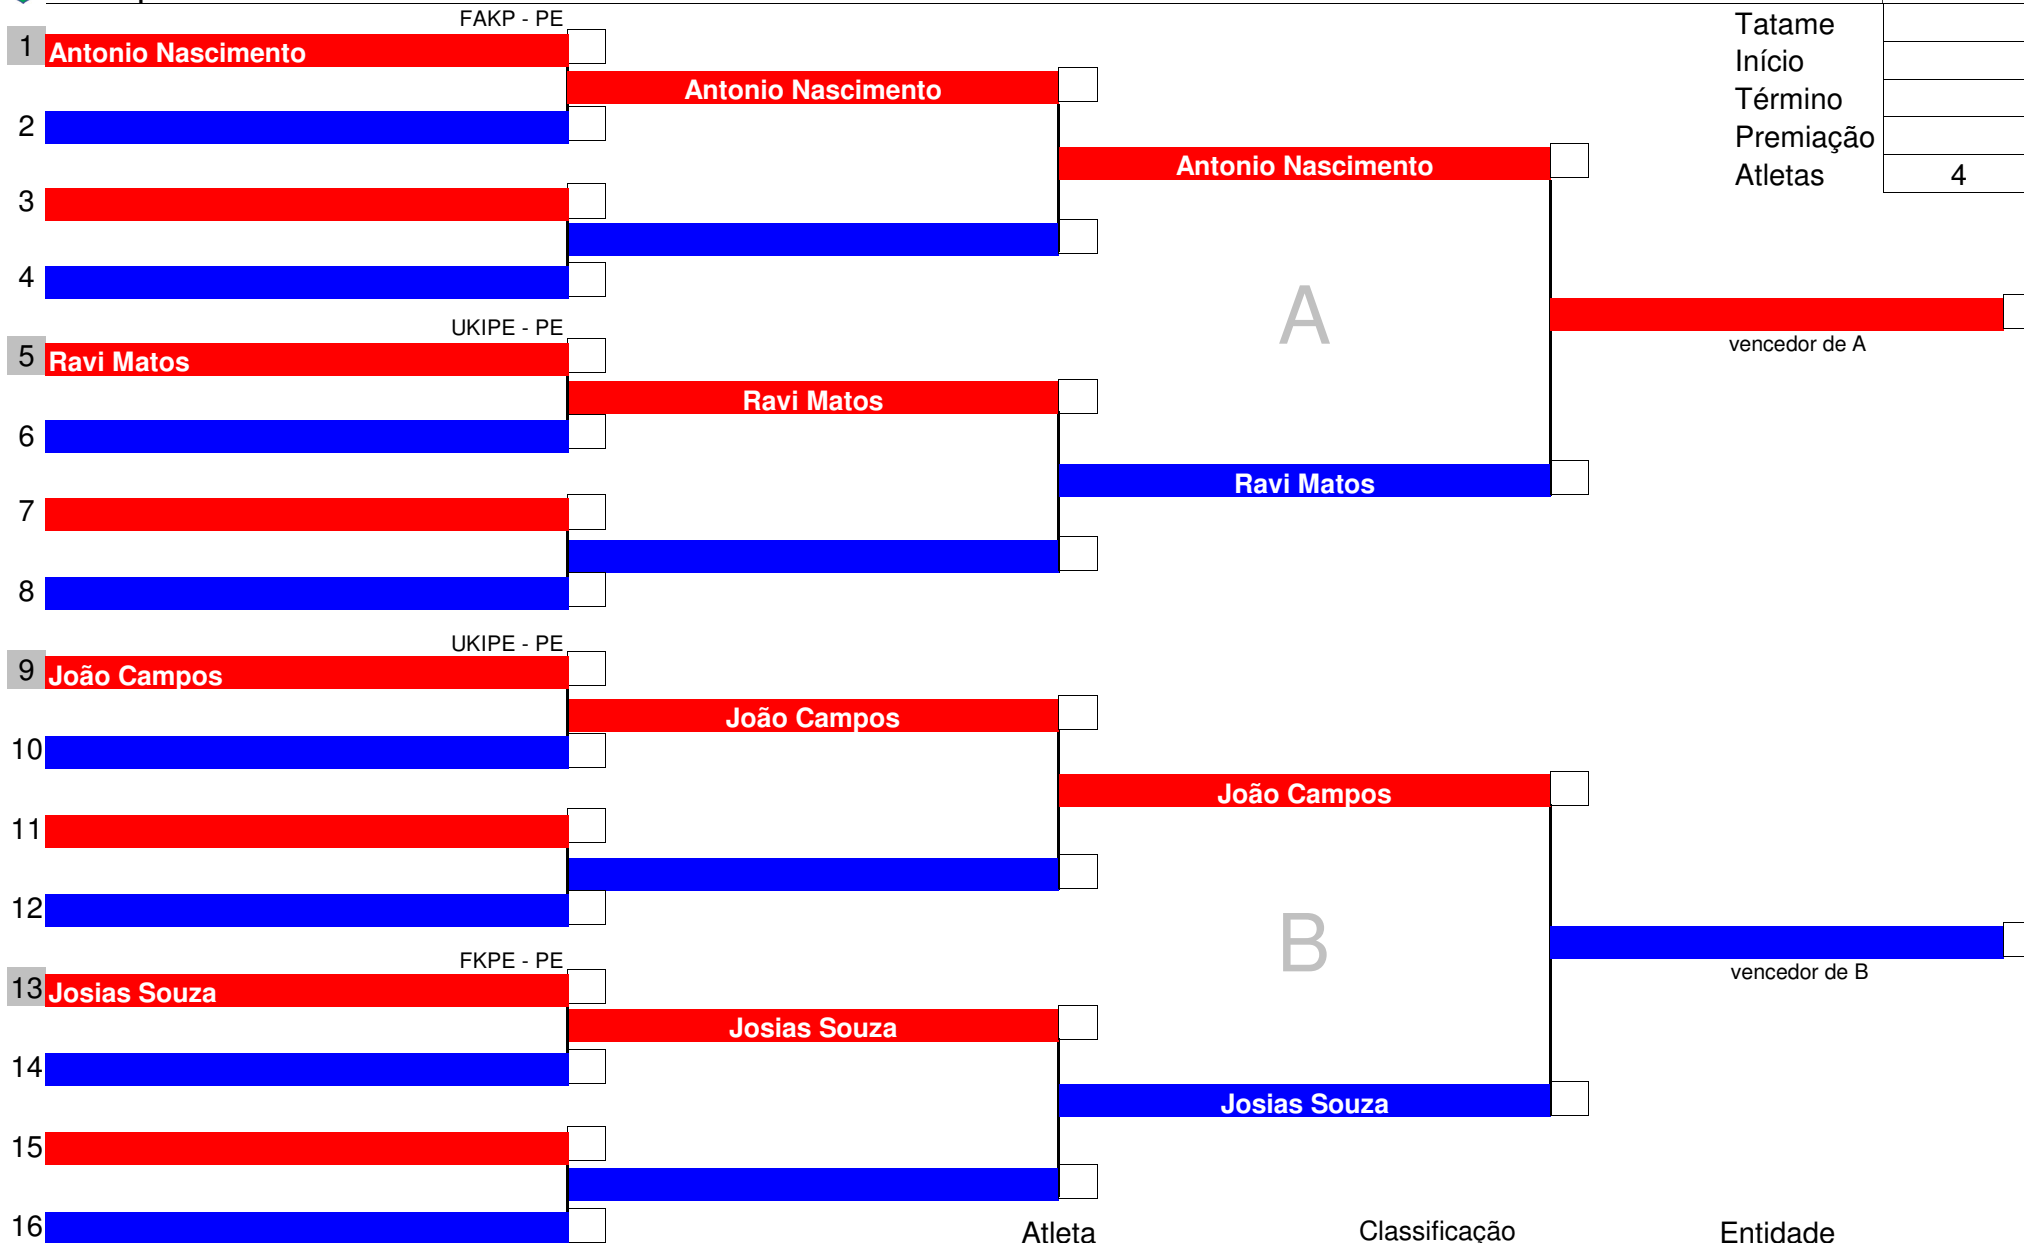 FAKP - PE
Tatame
1 Antonio Nascimento
Início
Antonio Nascimento
Término
2
Premiação
Antonio Nascimento
Atletas 4
3
4
A
UKIPE - PE
vencedor de A
5 Ravi Matos
Ravi Matos
6
Ravi Matos
7
8
UKIPE - PE
9 João Campos
João Campos
10
João Campos
11
12
B
FKPE - PE
vencedor de B
13 Josias Souza
Josias Souza
14
Josias Souza
15
16
Atleta Classificação Entidade